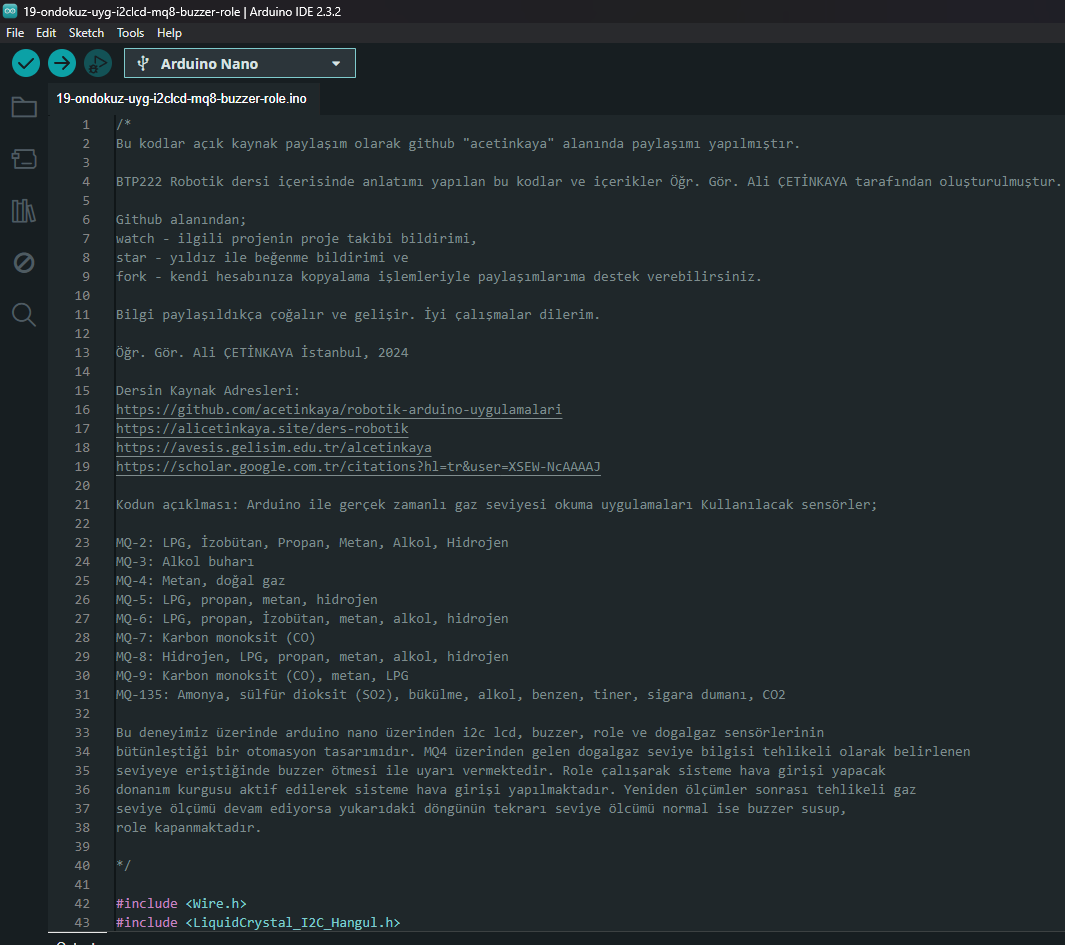 19-ondokuz-uyg-i2clcd-mq8-buzzer-role | Arduino IDE 2.3.2
File Edit Sketch Tools Help
Arduino Nano
19-ondokuz-uyg-i2clcd-mq8-buzzer-role.ino
1 /*
2 Bu kodlar açık kaynak paylaşım olarak github "acetinkaya" alanında paylaşımı yapılmıştır.
3
4 BTP222 Robotik dersi içerisinde anlatımı yapılan bu kodlar ve içerikler Öğr. Gör. Ali ÇETİNKAYA tarafından oluşturulmuştur.
5
6 Github alanından;
7 watch - ilgili projenin proje takibi bildirimi,
8 star - yıldız ile beğenme bildirimi ve
9 fork - kendi hesabınıza kopyalama işlemleriyle paylaşımlarıma destek verebilirsiniz.
10
11 Bilgi paylaşıldıkça çoğalır ve gelişir. İyi çalışmalar dilerim.
12
13 Öğr. Gör. Ali ÇETİNKAYA İstanbul, 2024
14
15 Dersin Kaynak Adresleri:
16 https://github.com/acetinkaya/robotik-arduino-uygulamalari
17 https://alicetinkaya.site/ders-robotik
18 https://avesis.gelisim.edu.tr/alcetinkaya
19 https://scholar.google.com.tr/citations?hl=tr&user=XSEW-NcAAAAJ
20
21 Kodun açıklması: Arduino ile gerçek zamanlı gaz seviyesi okuma uygulamaları Kullanılacak sensörler;
22
23 MQ-2: LPG, İzobütan, Propan, Metan, Alkol, Hidrojen
24 MQ-3: Alkol buharı
25 MQ-4: Metan, doğal gaz
26 MQ-5: LPG, propan, metan, hidrojen
27 MQ-6: LPG, propan, İzobütan, metan, alkol, hidrojen
28 MQ-7: Karbon monoksit (CO)
29 MQ-8: Hidrojen, LPG, propan, metan, alkol, hidrojen
30 MQ-9: Karbon monoksit (CO), metan, LPG
31 MQ-135: Amonya, sülfür dioksit (SO2), bükülme, alkol, benzen, tiner, sigara dumanı, CO2
32
33 Bu deneyimiz üzerinde arduino nano üzerinden i2c lcd, buzzer, role ve dogalgaz sensörlerinin
34 bütünleştiği bir otomasyon tasarımıdır. MQ4 üzerinden gelen dogalgaz seviye bilgisi tehlikeli olarak belirlenen
35 seviyeye eriştiğinde buzzer ötmesi ile uyarı vermektedir. Role çalışarak sisteme hava girişi yapacak
36 donanım kurgusu aktif edilerek sisteme hava girişi yapılmaktadır. Yeniden ölçümler sonrası tehlikeli gaz
37 seviye ölçümü devam ediyorsa yukarıdaki döngünün tekrarı seviye ölcümü normal ise buzzer susup,
38 role kapanmaktadır.
39
40 */
41
42 #include <Wire.h>
43 #include <LiquidCrystal_I2C_Hangul.h>